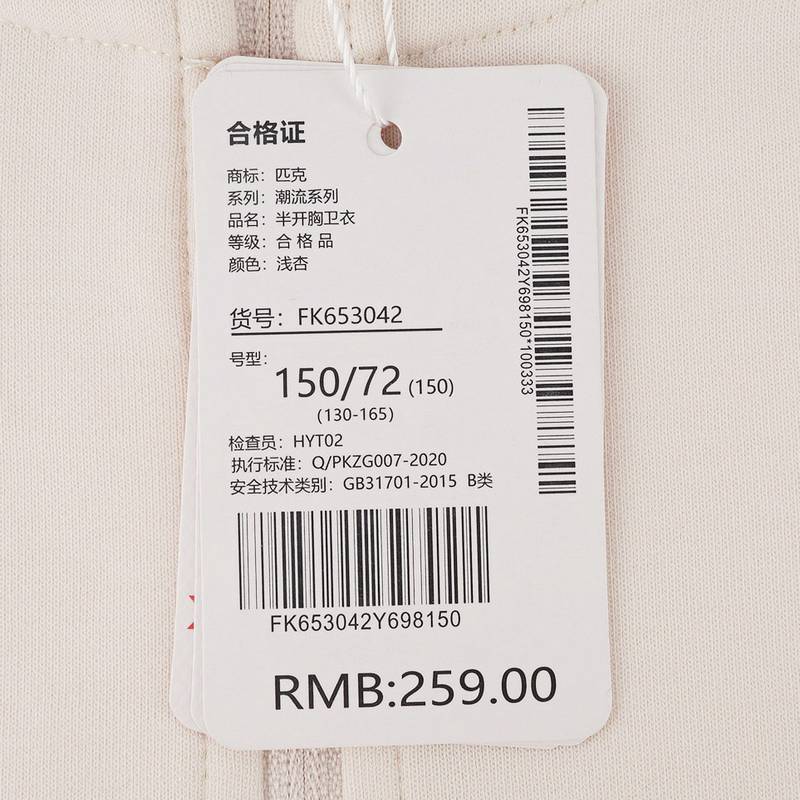 合格证
商标：匹克
系列：潮流系列
品名：半开胸卫衣
等级：合 格 品
颜色：浅杏
货号：FK653042
号型：
150/72 (150)
(130-165)
检查员：HYT02
执行标准：Q/PKZG007-2020
安全技术类别：GB31701-2015 B类
FK653042Y698150
RMB:259.00
FK653042Y698150*100333